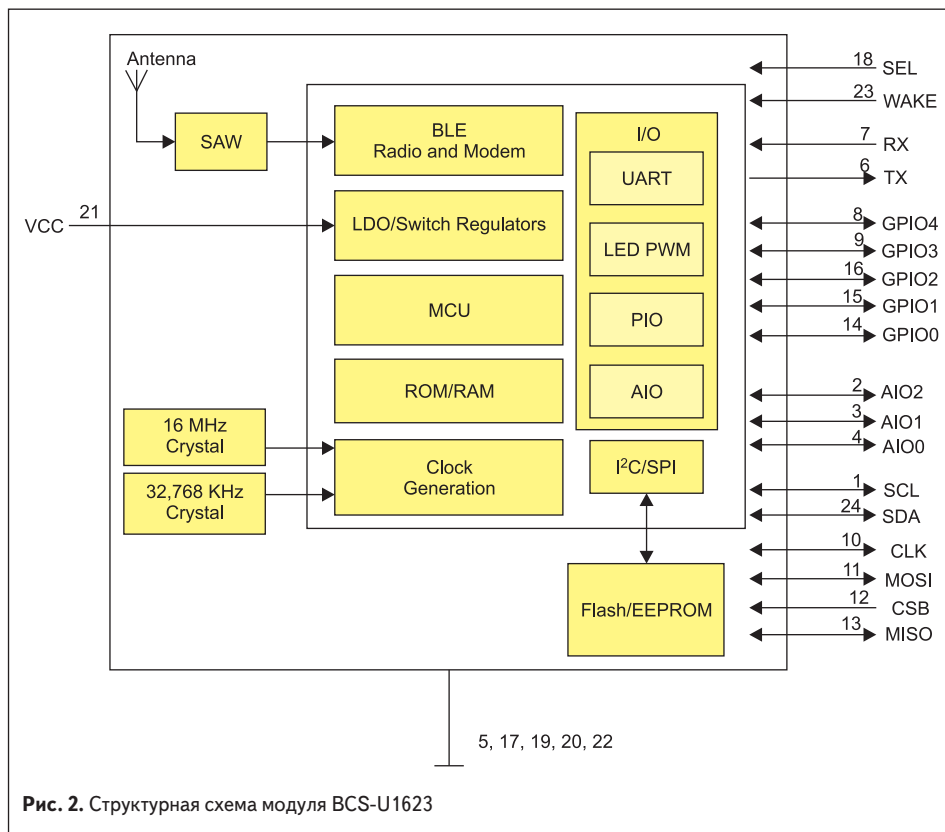 Antenna
SAW
BLE
Radio and Modem
I/O
UART
LED PWM
PIO
AIO
VCC
21
LDO/Switch Regulators
MCU
ROM/RAM
16 MHz
Crystal
32,768 KHz
Crystal
Clock
Generation
I²C/SPI
Flash/EEPROM
18 SEL
23 WAKE
7 RX
6 TX
8 GPIO4
9 GPIO3
16 GPIO2
15 GPIO1
14 GPIO0
2 AIO2
3 AIO1
4 AIO0
1 SCL
24 SDA
10 CLK
11 MOSI
12 CSB
13 MISO
5, 17, 19, 20, 22
Рис. 2. Структурная схема модуля BCS-U1623